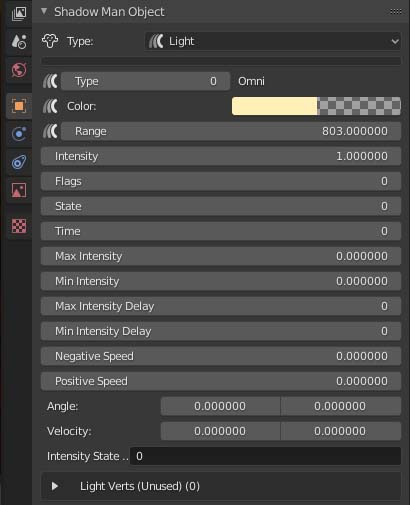 Shadow Man Object
Type: Light
Type 0 Omni
Color:
Range 803.000000
Intensity 1.000000
Flags 0
State 0
Time 0
Max Intensity 0.000000
Min Intensity 0.000000
Max Intensity Delay 0
Min Intensity Delay 0
Negative Speed 0.000000
Positive Speed 0.000000
Angle: 0.000000 0.000000
Velocity: 0.000000 0.000000
Intensity State .. 0
Light Verts (Unused) (0)